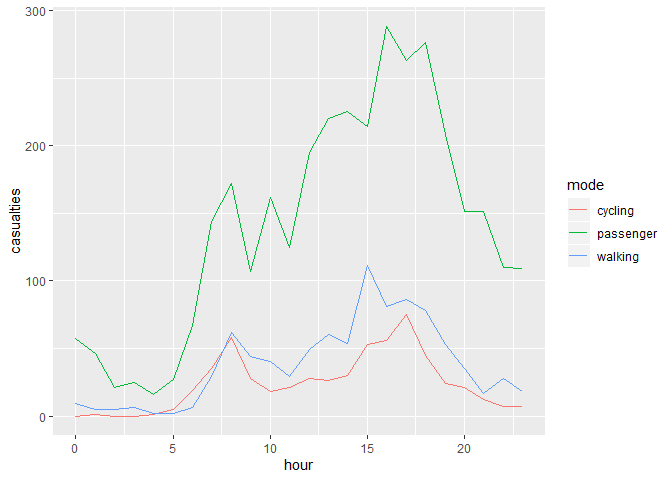 300
200
100
0
casualties
0 5 10 15 20
hour
mode
cycling
passenger
walking